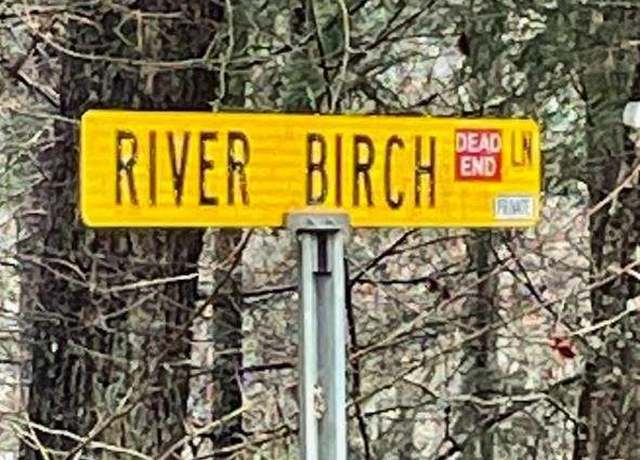 RIVER BIRCH LN
DEAD
END
PRIVATE